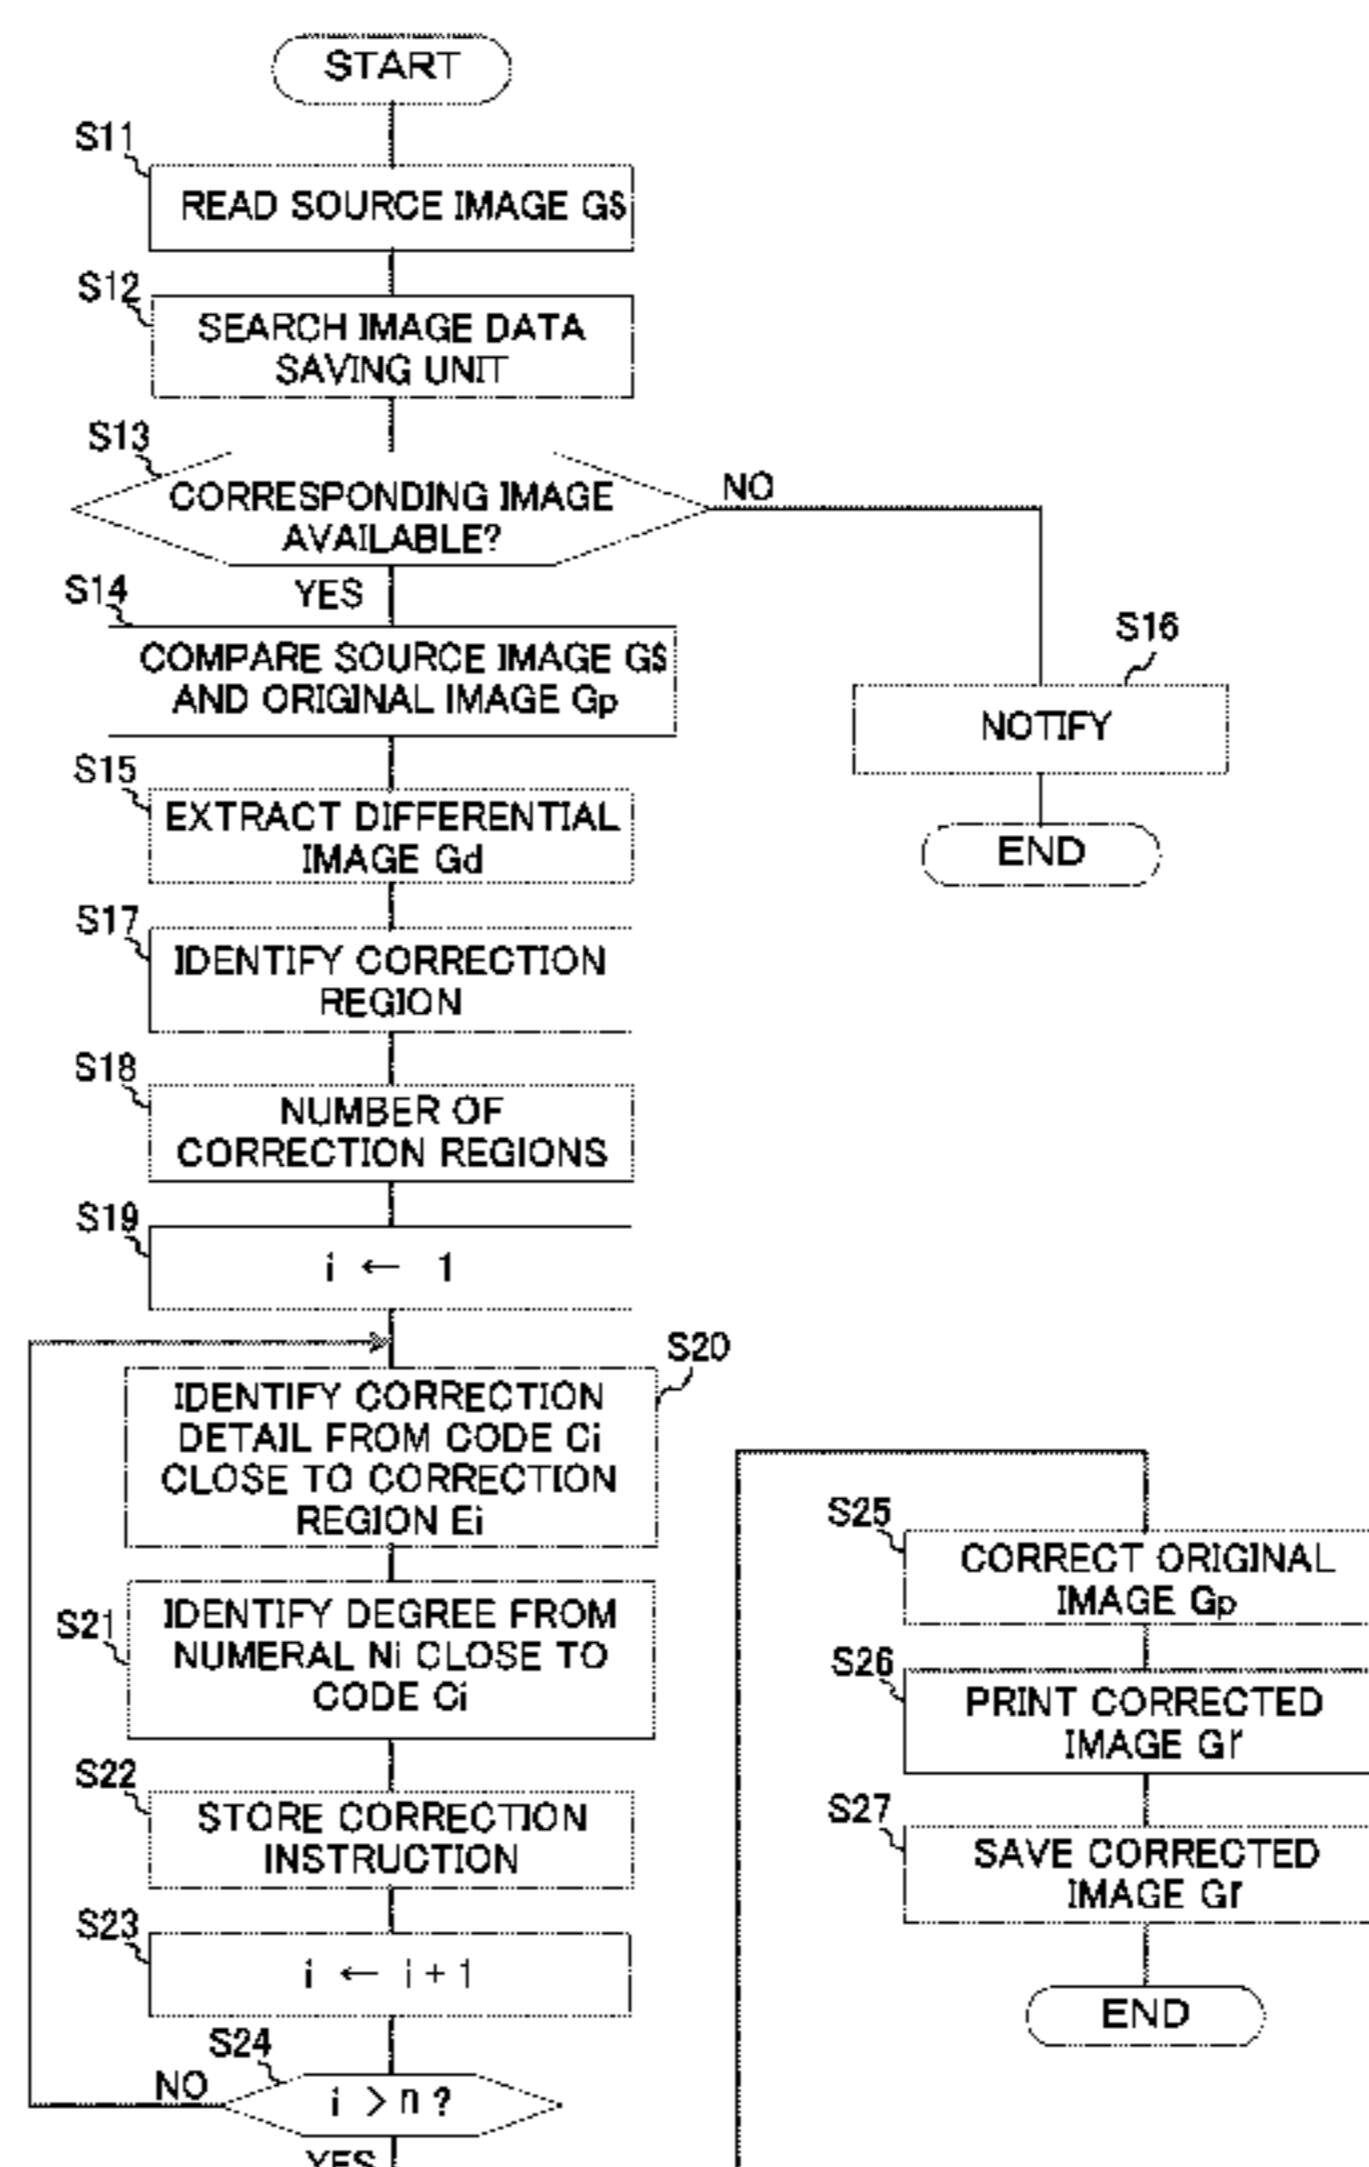 START
S11
READ SOURCE IMAGE GS
S12
SEARCH IMAGE DATA
SAVING UNIT
S13
CORRESPONDING IMAGE
AVAILABLE?
NO
YES
S14
COMPARE SOURCE IMAGE GS
AND ORIGINAL IMAGE Gp
S16
NOTIFY
END
S15
EXTRACT DIFFERENTIAL
IMAGE Gd
S17
IDENTIFY CORRECTION
REGION
S18
NUMBER OF
CORRECTION REGIONS
S19
i ← 1
S20
IDENTIFY CORRECTION
DETAIL FROM CODE Ci
CLOSE TO CORRECTION
REGION Ei
S21
IDENTIFY DEGREE FROM
NUMERAL Ni CLOSE TO
CODE Ci
S22
STORE CORRECTION
INSTRUCTION
S23
i ← i+1
S24
NO
i >n ?
YES
S25
CORRECT ORIGINAL
IMAGE Gp
S26
PRINT CORRECTED
IMAGE Gr
S27
SAVE CORRECTED
IMAGE Gr
END